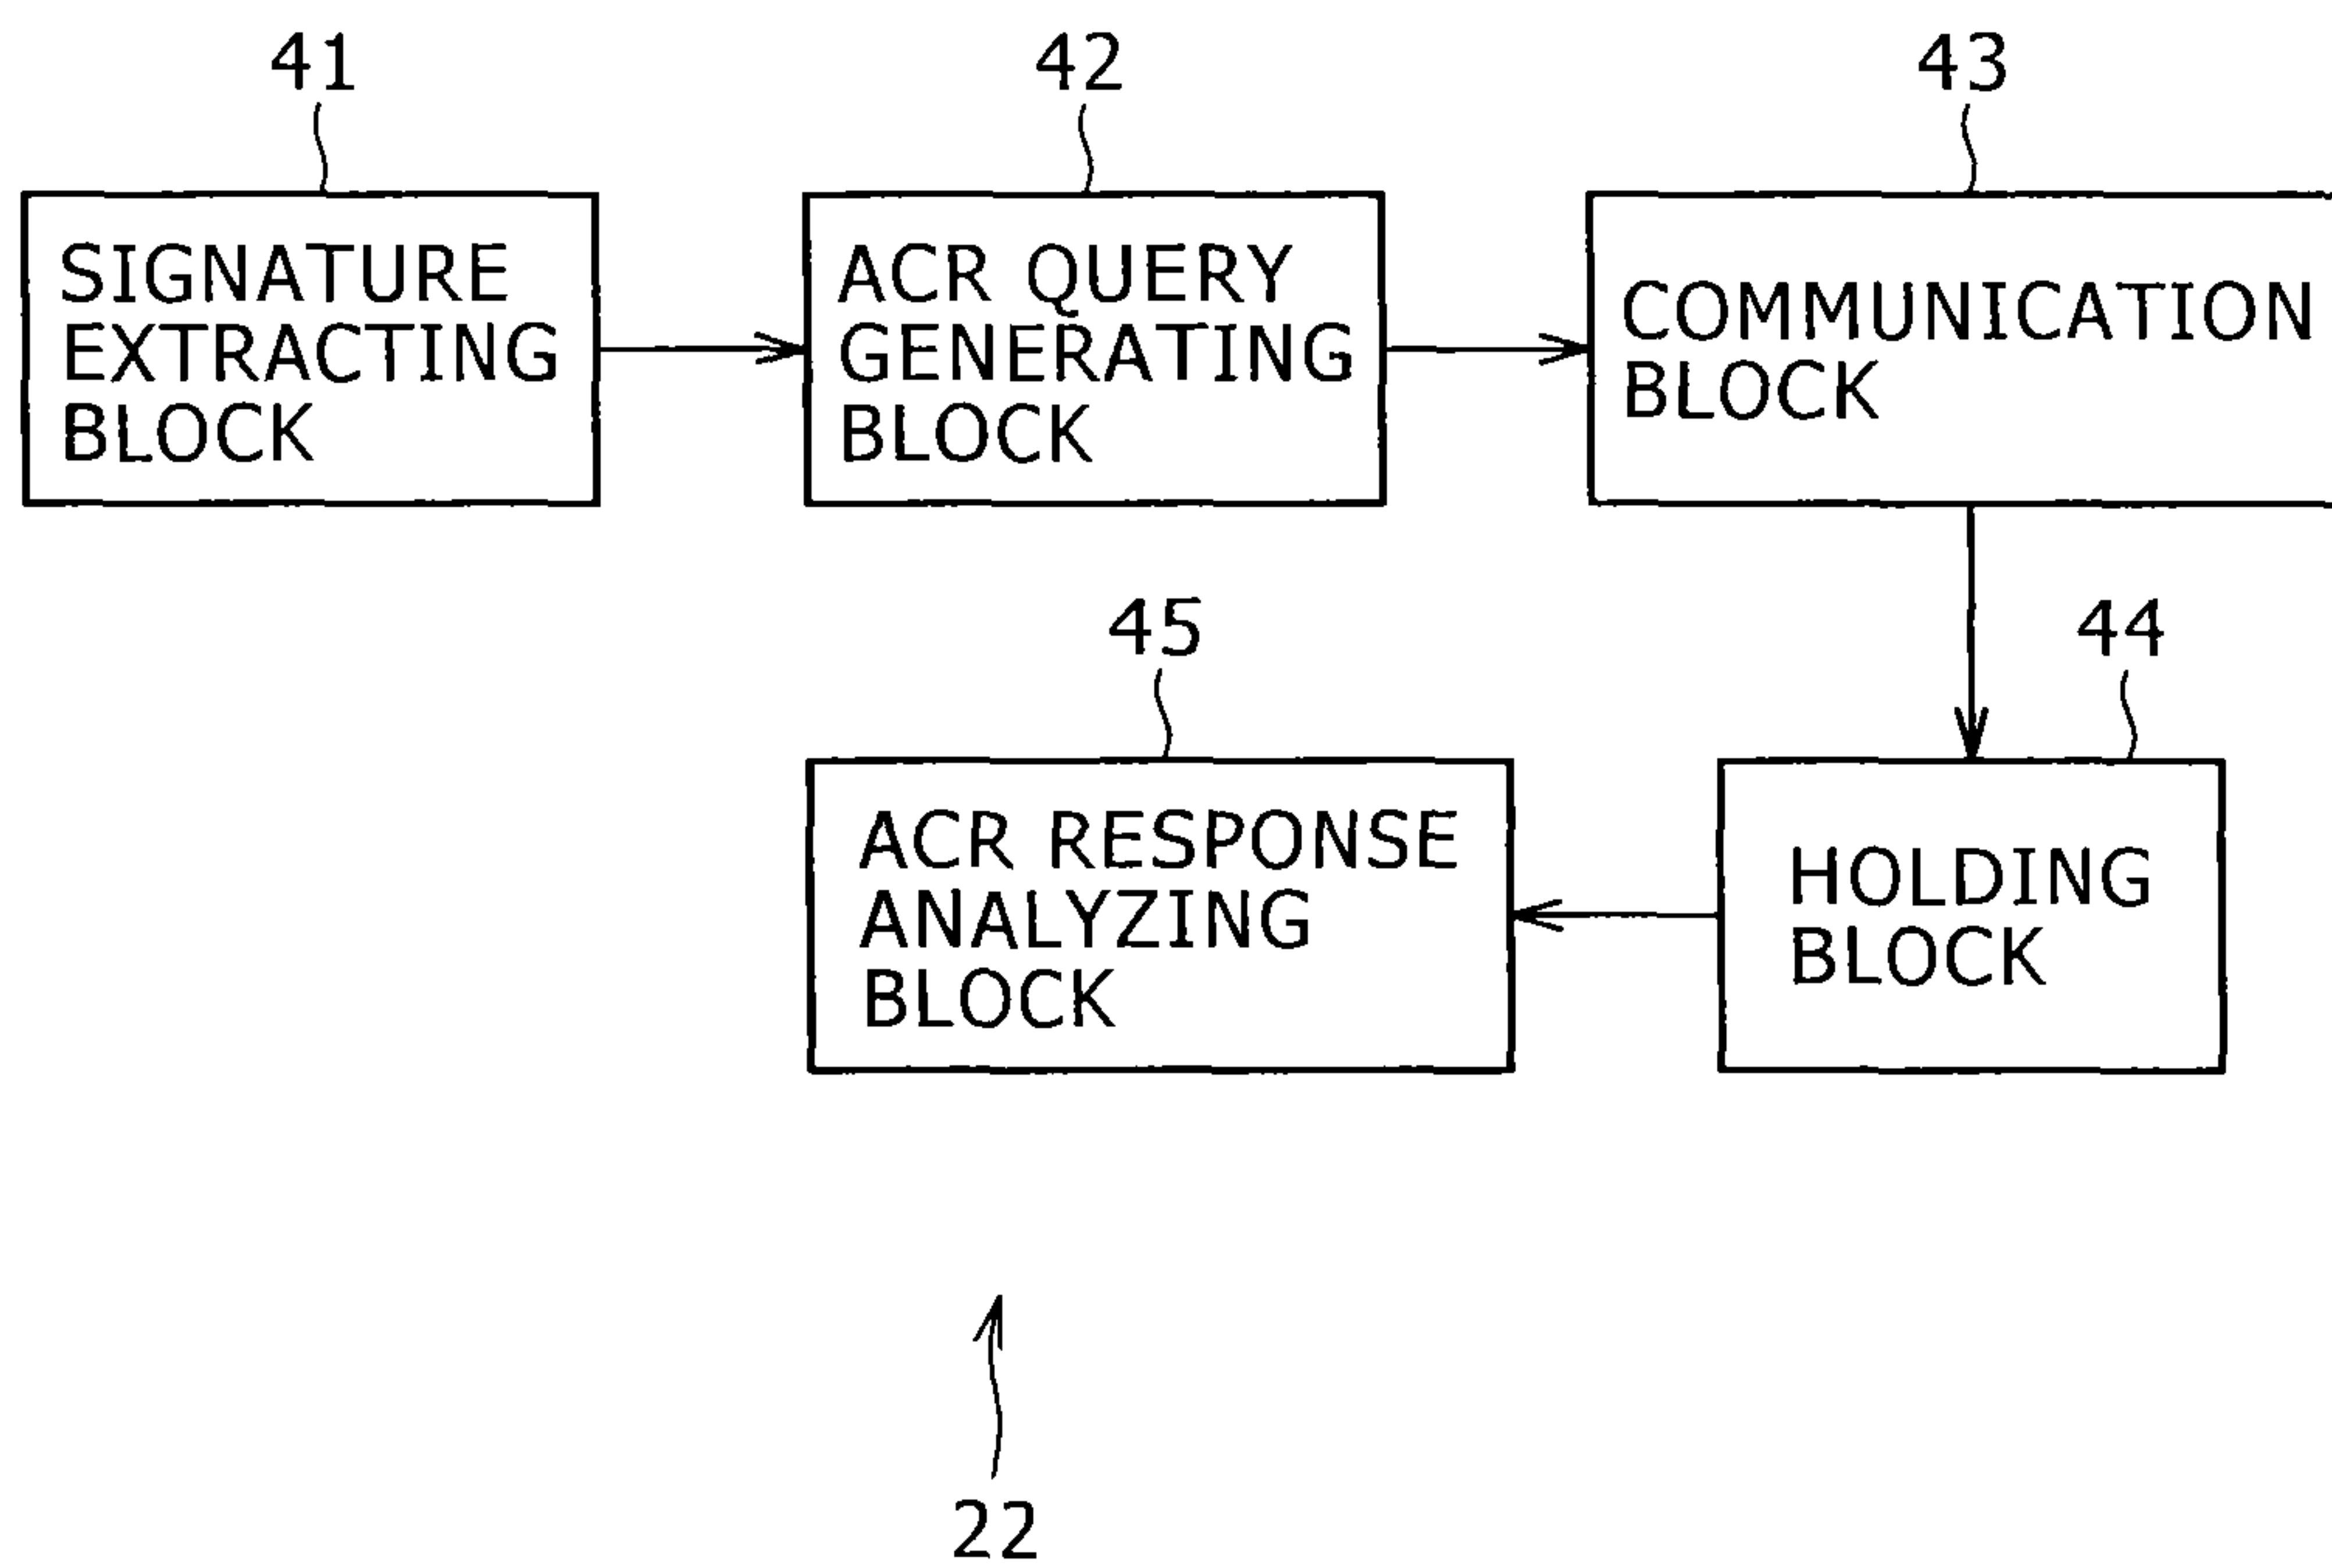 41
42
43
SIGNATURE
EXTRACTING
BLOCK
ACR QUERY
GENERATING
BLOCK
COMMUNICATION
BLOCK
45
44
ACR RESPONSE
ANALYZING
BLOCK
HOLDING
BLOCK
22